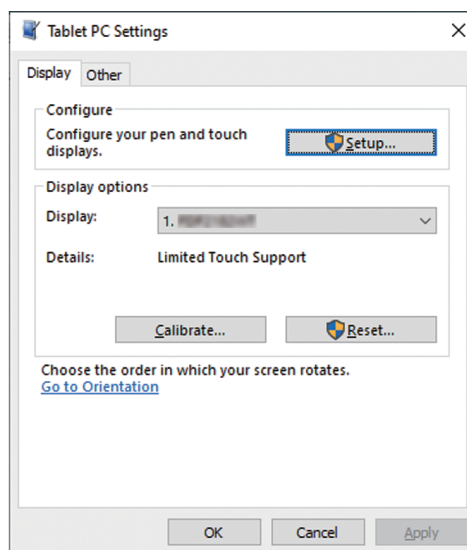 Tablet PC Settings
Display
Other
Configure
Configure your pen and touch
displays.
Setup...
Display options
Display:
1.
Details:
Limited Touch Support
Calibrate...
Reset...
Choose the order in which your screen rotates.
Go to Orientation
OK
Cancel
Apply